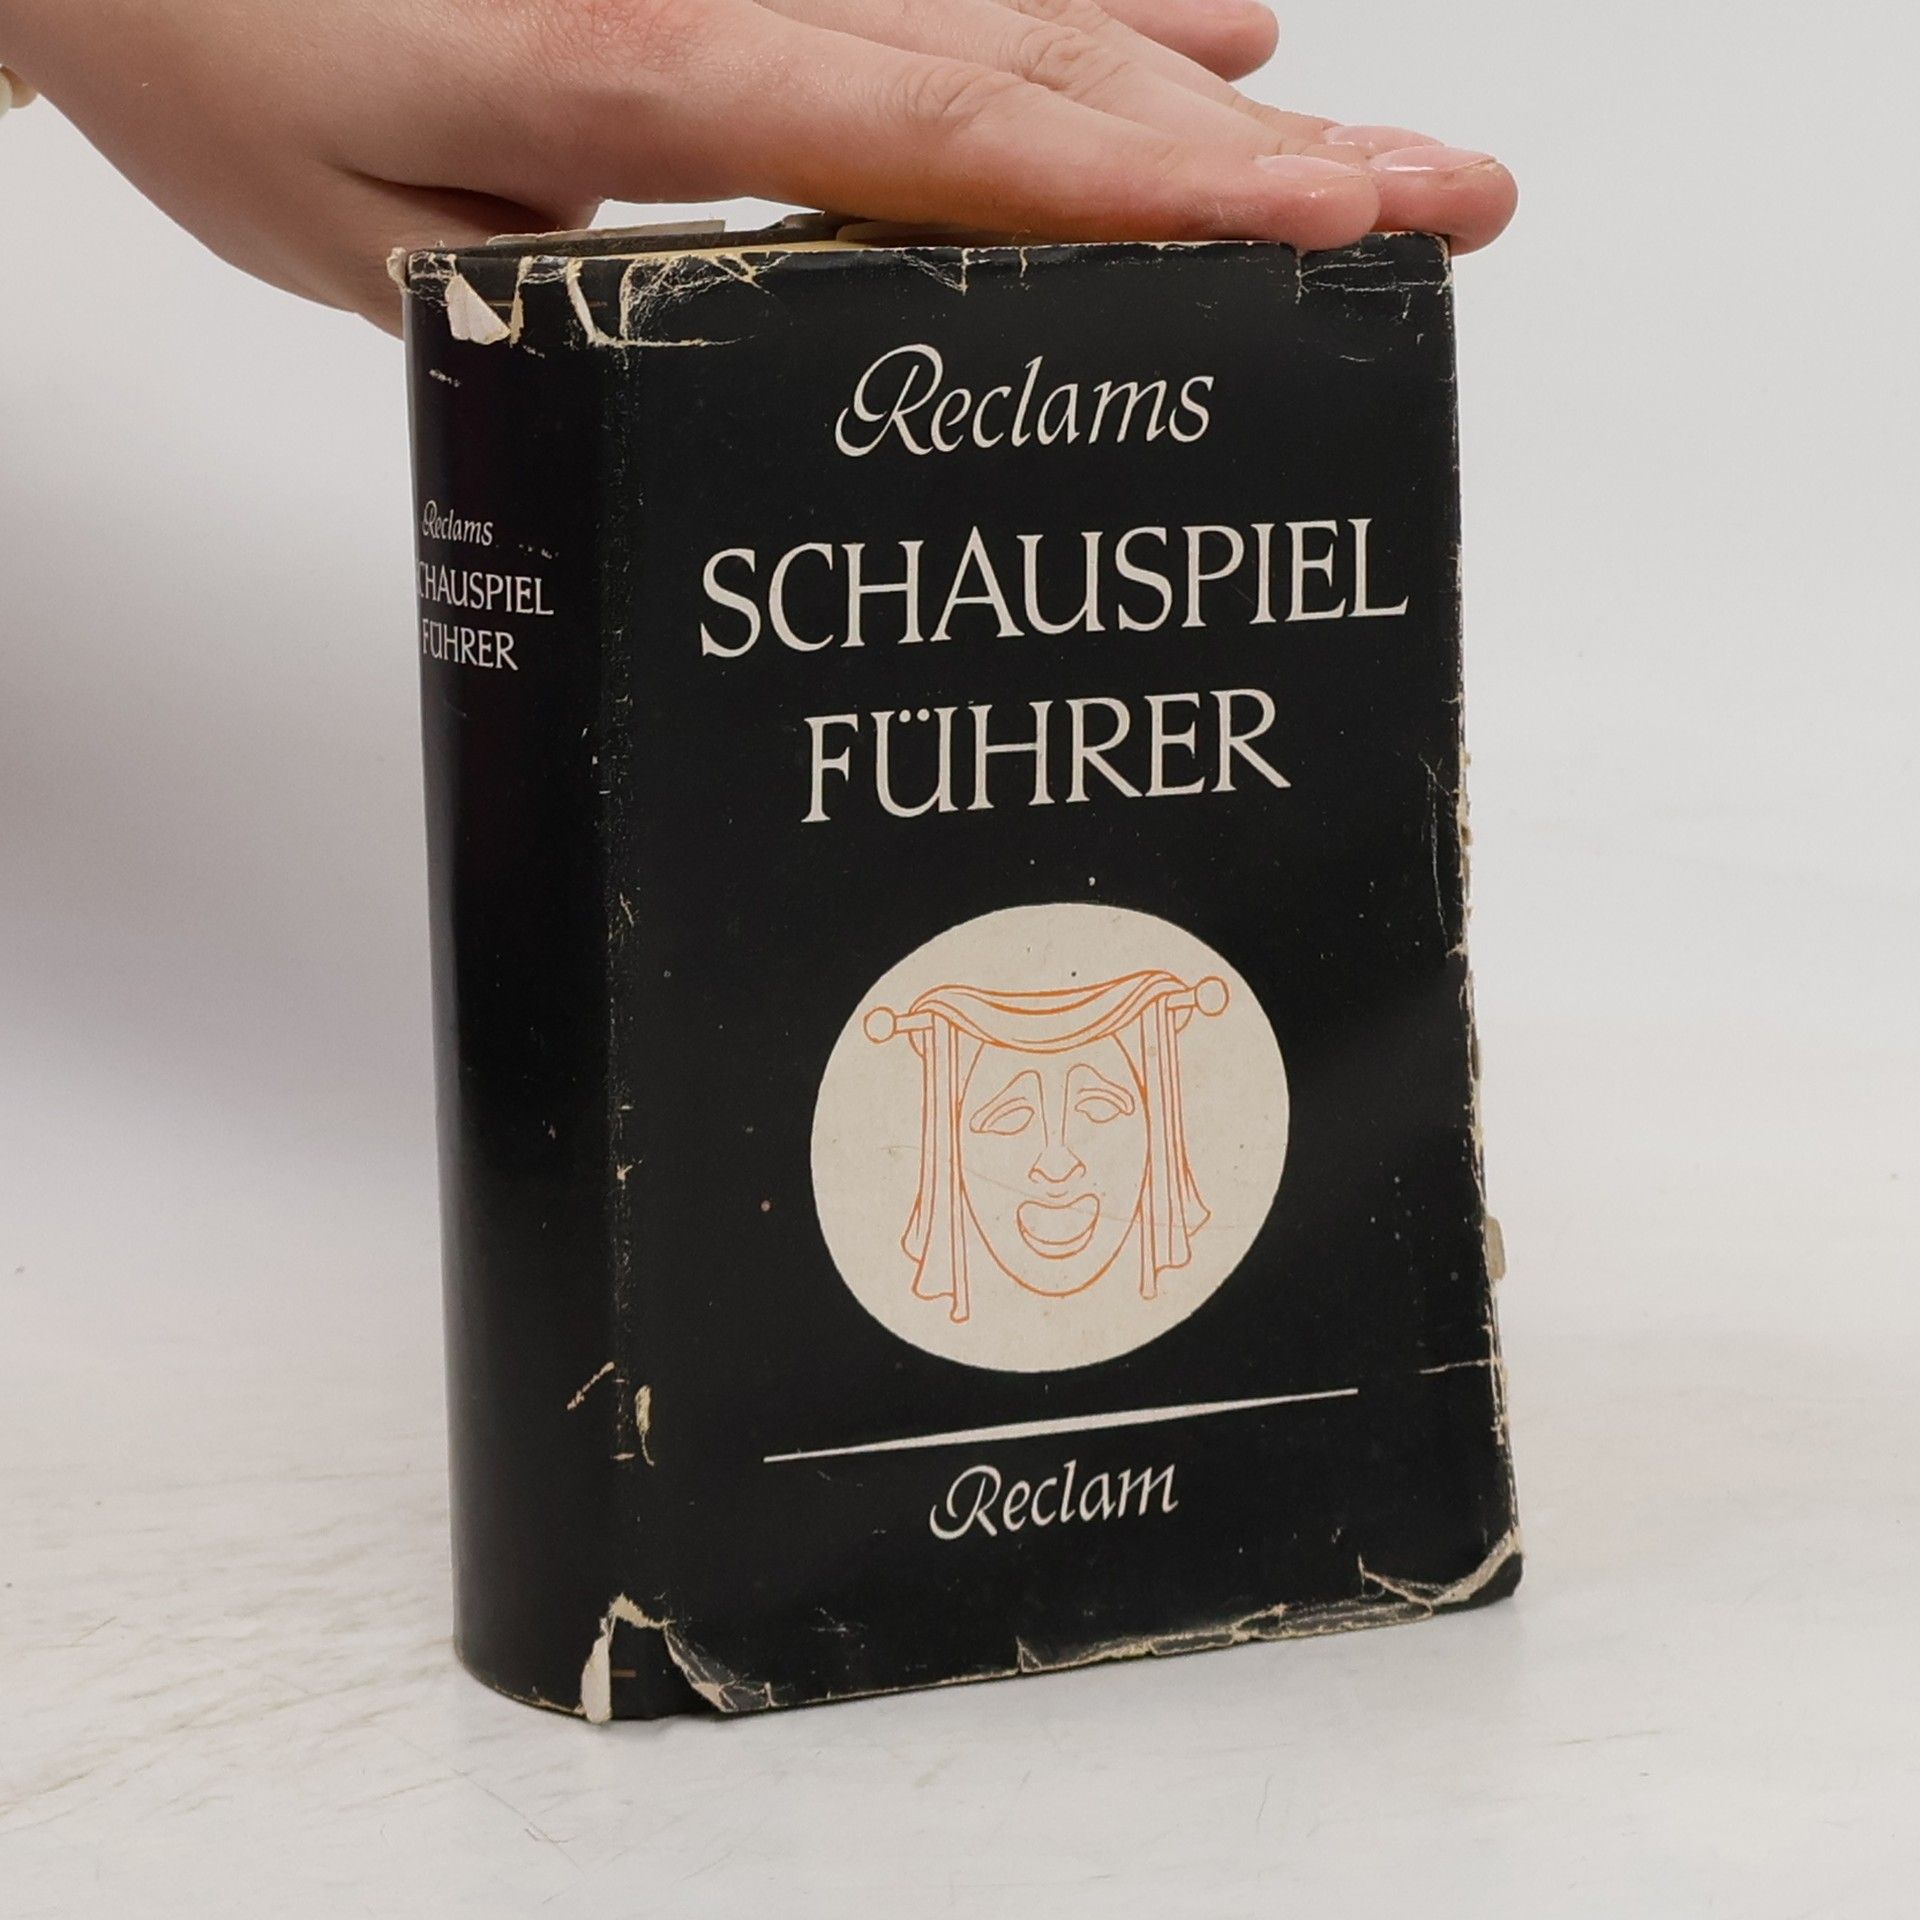 Reclams
SCHAUSPIEL
FÜHRER
Reclam
Reclams
SCHAUSPIEL
FÜHRER